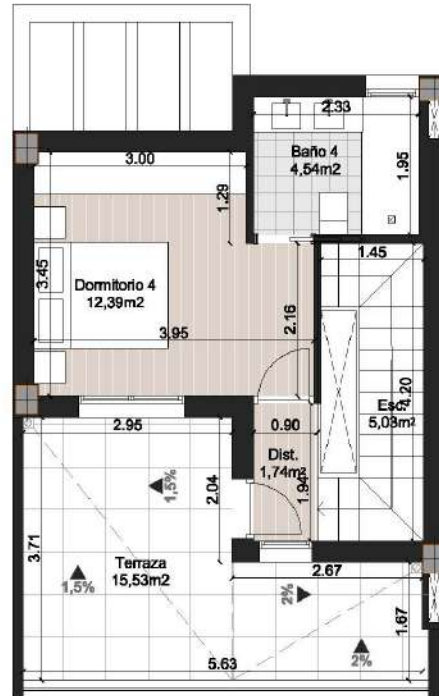 2.33
Baño 4
4,54m2
1.95
3.00
1.29
1.45
3.45
Dormitorio 4
12,39m2
2.16
3.95
4.20
Esc.
5,03m²
2.95
0.90
Dist.
1,74m²
1.94
1,5%
2.04
3.71
Terraza
15,53m2
1,5%
2.67
2%
1.67
2%
5.63